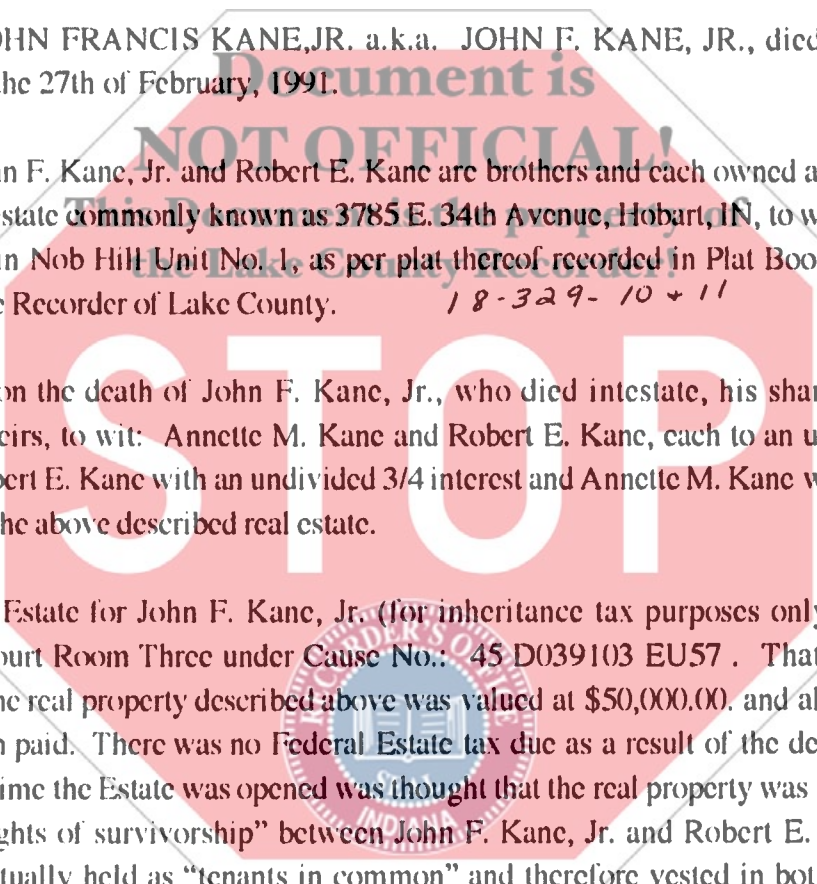 OHN FRANCIS KANE,JR. a.k.a. JOHN F. KANE, JR., died
he 27th of February, 1991.
Document is
NOT OFFICIAL!
This Document is the property of
the Lake County Recorder!
n F. Kane, Jr. and Robert E. Kane are brothers and each owned a
state commonly known as 3785 E. 34th Avenue, Hobart, IN, to w
in Nob Hill Unit No. 1, as per plat thereof recorded in Plat Boo
e Recorder of Lake County. 18-329-10 + 11
STOP
on the death of John F. Kane, Jr., who died intestate, his shar
eirs, to wit: Annette M. Kane and Robert E. Kane, each to an u
bert E. Kane with an undivided 3/4 interest and Annette M. Kane w
he above described real estate.
Estate for John F. Kane, Jr. (for inheritance tax purposes only
ourt Room Three under Cause No.: 45 D039103 EU57 . That
he real property described above was valued at $50,000.00. and al
n paid. There was no Federal Estate tax due as a result of the de
ime the Estate was opened was thought that the real property was
ghts of survivorship" between John F. Kane, Jr. and Robert E.
tually held as "tenants in common" and therefore vested in bot
RECORDER'S OFFICE
SEAL
INDIANA